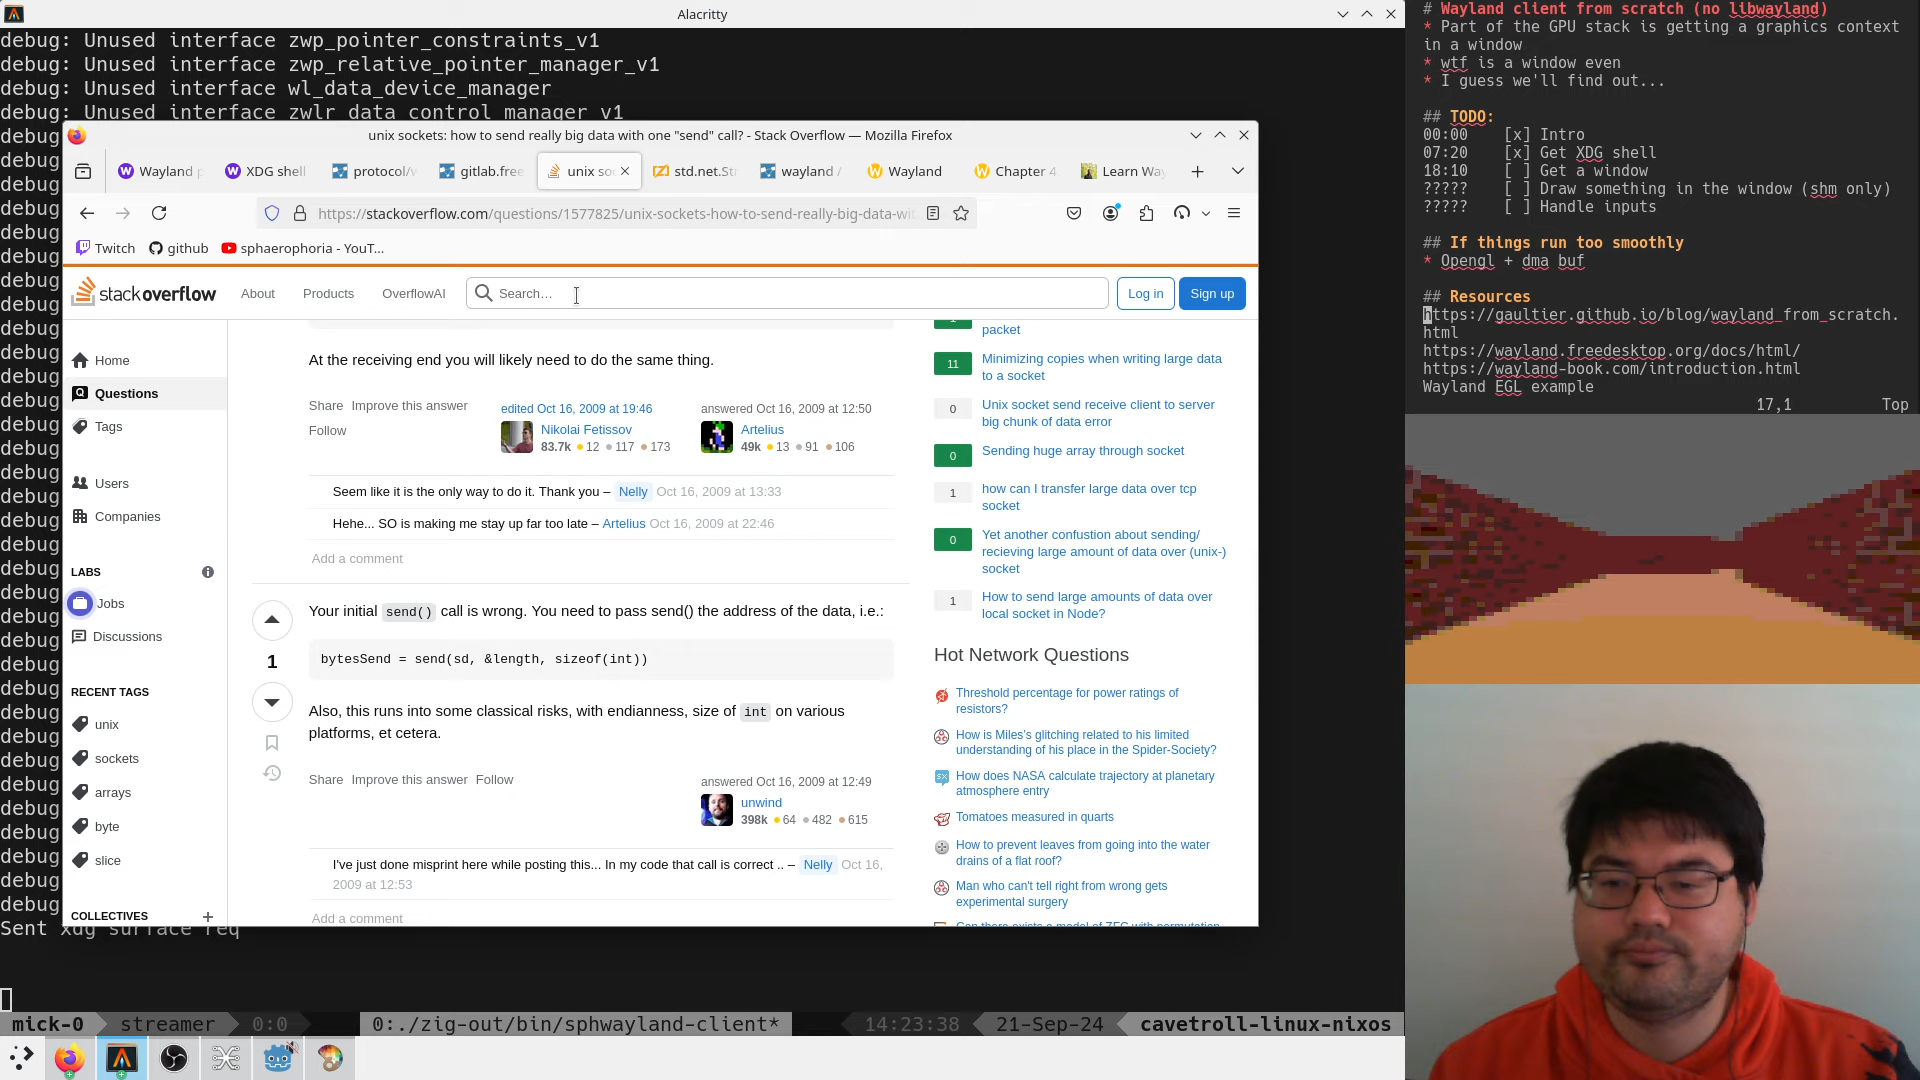 Alacritty
debug: Unused interface zwp_pointer_constraints_v1
debug: Unused interface zwp_relative_pointer_manager_v1
debug: Unused interface wl_data_device_manager
debug: Unused interface zwlr_data_control_manager_v1
debug
unix sockets: how to send really big data with one "send" call? - Stack Overflow — Mozilla Firefox
Wayland p
XDG shell
protocol/w
gitlab.free
unix so
std.net.Str
wayland /
Wayland
Chapter 4
Learn Way
https://stackoverflow.com/questions/1577825/unix-sockets-how-to-send-really-big-data-wit
Twitch
github
sphaerophoria - YouT...
stackoverflow
About
Products
OverflowAI
Search…
Log in
Sign up
Home
Questions
Tags
Users
Companies
LABS
Jobs
Discussions
RECENT TAGS
unix
sockets
arrays
byte
slice
COLLECTIVES
At the receiving end you will likely need to do the same thing.
Share Improve this answer
Follow
edited Oct 16, 2009 at 19:46
Nikolai Fetissov
83.7k 12 117 173
answered Oct 16, 2009 at 12:50
Artelius
49k 13 91 106
Seem like it is the only way to do it. Thank you – Nelly Oct 16, 2009 at 13:33
Hehe... SO is making me stay up far too late – Artelius Oct 16, 2009 at 22:46
Add a comment
1
Your initial send() call is wrong. You need to pass send() the address of the data, i.e.:
bytesSend = send(sd, &length, sizeof(int))
Also, this runs into some classical risks, with endianness, size of int on various
platforms, et cetera.
Share Improve this answer Follow
answered Oct 16, 2009 at 12:49
unwind
398k 64 482 615
I've just done misprint here while posting this... In my code that call is correct .. – Nelly Oct 16,
2009 at 12:53
Add a comment
packet
11
Minimizing copies when writing large data
to a socket
0
Unix socket send receive client to server
big chunk of data error
0
Sending huge array through socket
1
how can I transfer large data over tcp
socket
0
Yet another confustion about sending/
recieving large amount of data over (unix-)
socket
1
How to send large amounts of data over
local socket in Node?
Hot Network Questions
Threshold percentage for power ratings of
resistors?
How is Miles's glitching related to his limited
understanding of his place in the Spider-Society?
How does NASA calculate trajectory at planetary
atmosphere entry
Tomatoes measured in quarts
How to prevent leaves from going into the water
drains of a flat roof?
Man who can't tell right from wrong gets
experimental surgery
Sent xdg surface req
mick-0
streamer
0:0
0:./zig-out/bin/sphwayland-client*
14:23:38
21-Sep-24
cavetroll-linux-nixos
# Wayland client from scratch (no libwayland)
* Part of the GPU stack is getting a graphics context
in a window
* wtf is a window even
* I guess we'll find out...
## TODO:
00:00 [x] Intro
07:20 [x] Get XDG shell
18:10 [ ] Get a window
????? [ ] Draw something in the window (shm only)
????? [ ] Handle inputs
## If things run too smoothly
* Opengl + dma buf
## Resources
https://gaultier.github.io/blog/wayland_from_scratch.
html
https://wayland.freedesktop.org/docs/html/
https://wayland-book.com/introduction.html
Wayland EGL example
17,1 Top